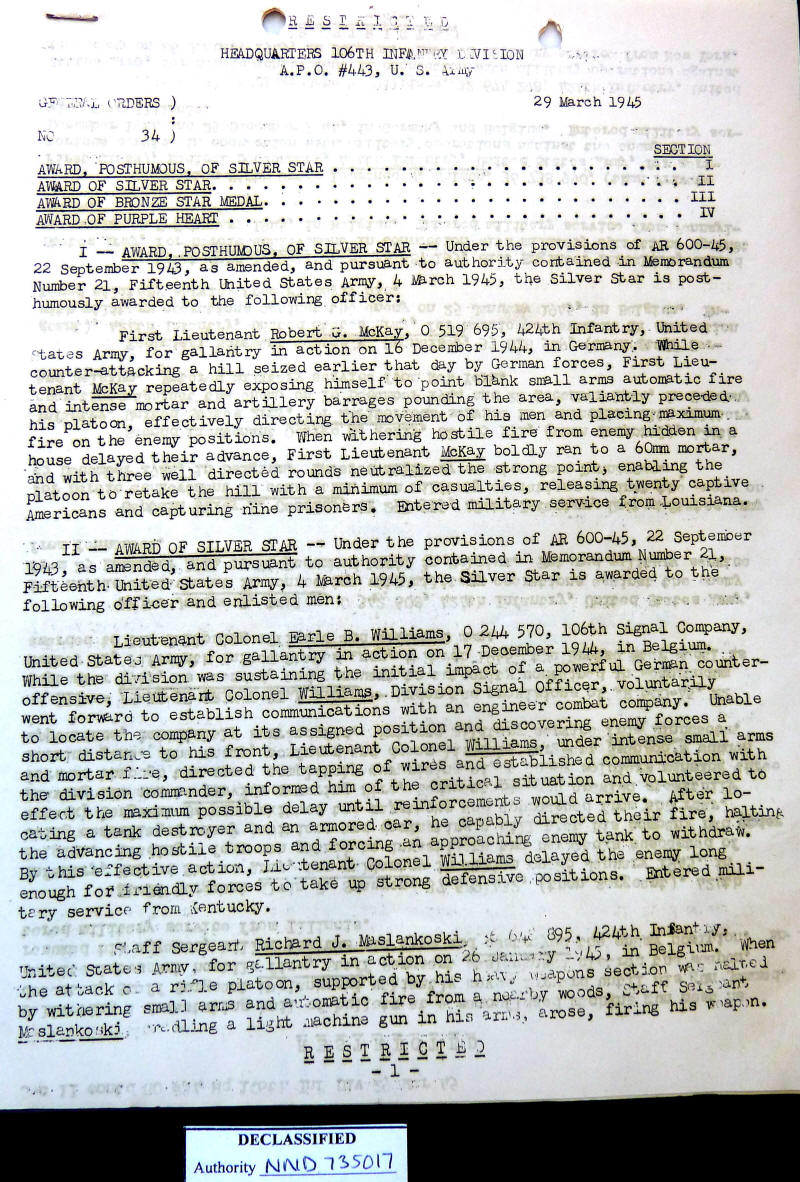 R E S T R I C T E D
HEADQUARTERS 106TH INFANTRY DIVISION
A.P.O. #443, U. S. Army
GENERAL ORDERS )
:
NO 34 )
29 March 1945
SECTION
AWARD, POSTHUMOUS, OF SILVER STAR . . . . . . . . . . . . . . . . . . . . . . . . I
AWARD OF SILVER STAR. . . . . . . . . . . . . . . . . . . . . . . . . . . . . . . II
AWARD OF BRONZE STAR MEDAL. . . . . . . . . . . . . . . . . . . . . . . . . . . . III
AWARD OF PURPLE HEART . . . . . . . . . . . . . . . . . . . . . . . . . . . . . . IV
I -- AWARD, POSTHUMOUS, OF SILVER STAR -- Under the provisions of AR 600-45,
22 September 1943, as amended, and pursuant to authority contained in Memorandum
Number 21, Fifteenth United States Army, 4 March 1945, the Silver Star is post-
humously awarded to the following officer:
First Lieutenant Robert G. McKay, O 519 695, 424th Infantry, United
States Army, for gallantry in action on 16 December 1944, in Germany. While
counter-attacking a hill seized earlier that day by German forces, First Lieu-
tenant McKay repeatedly exposing himself to point blank small arms automatic fire
and intense mortar and artillery barrages pounding the area, valiantly preceded
his platoon, effectively directing the movement of his men and placing maximum
fire on the enemy positions. When withering hostile fire from enemy hidden in a
house delayed their advance, First Lieutenant McKay boldly ran to a 60mm mortar,
and with three well directed rounds neutralized the strong point, enabling the
platoon to retake the hill with a minimum of casualties, releasing twenty captive
Americans and capturing nine prisoners. Entered military service from Louisiana.
II -- AWARD OF SILVER STAR -- Under the provisions of AR 600-45, 22 September
1943, as amended, and pursuant to authority contained in Memorandum Number 21,
Fifteenth United States Army, 4 March 1945, the Silver Star is awarded to the
following officer and enlisted men:
Lieutenant Colonel Earle B. Williams, O 244 570, 106th Signal Company,
United States Army, for gallantry in action on 17 December 1944, in Belgium.
While the division was sustaining the initial impact of a powerful German counter-
offensive, Lieutenant Colonel Williams, Division Signal Officer, voluntarily
went forward to establish communications with an engineer combat company. Unable
to locate the company at its assigned position and discovering enemy forces a
short distance to his front, Lieutenant Colonel Williams, under intense small arms
and mortar fire, directed the tapping of wires and established communication with
the division commander, informed him of the critical situation and volunteered to
effect the maximum possible delay until reinforcements would arrive. After lo-
cating a tank destroyer and an armored car, he capably directed their fire, halting
the advancing hostile troops and forcing an approaching enemy tank to withdraw.
By this effective action, Lieutenant Colonel Williams delayed the enemy long
enough for friendly forces to take up strong defensive positions. Entered mili-
tary service from Kentucky.
Staff Sergeant Richard J. Maslankoski, 895, 424th Infantry,
United States Army, for gallantry in action on 26 January 1945, in Belgium. When
the attack of a rifle platoon, supported by his heavy weapons section was halted
by withering small arms and automatic fire from a nearby woods, Staff Sergeant
Maslankoski, cradling a light machine gun in his arms, arose, firing his weapon.
R E S T R I C T E D
- 1 -
DECLASSIFIED
Authority NND 735017